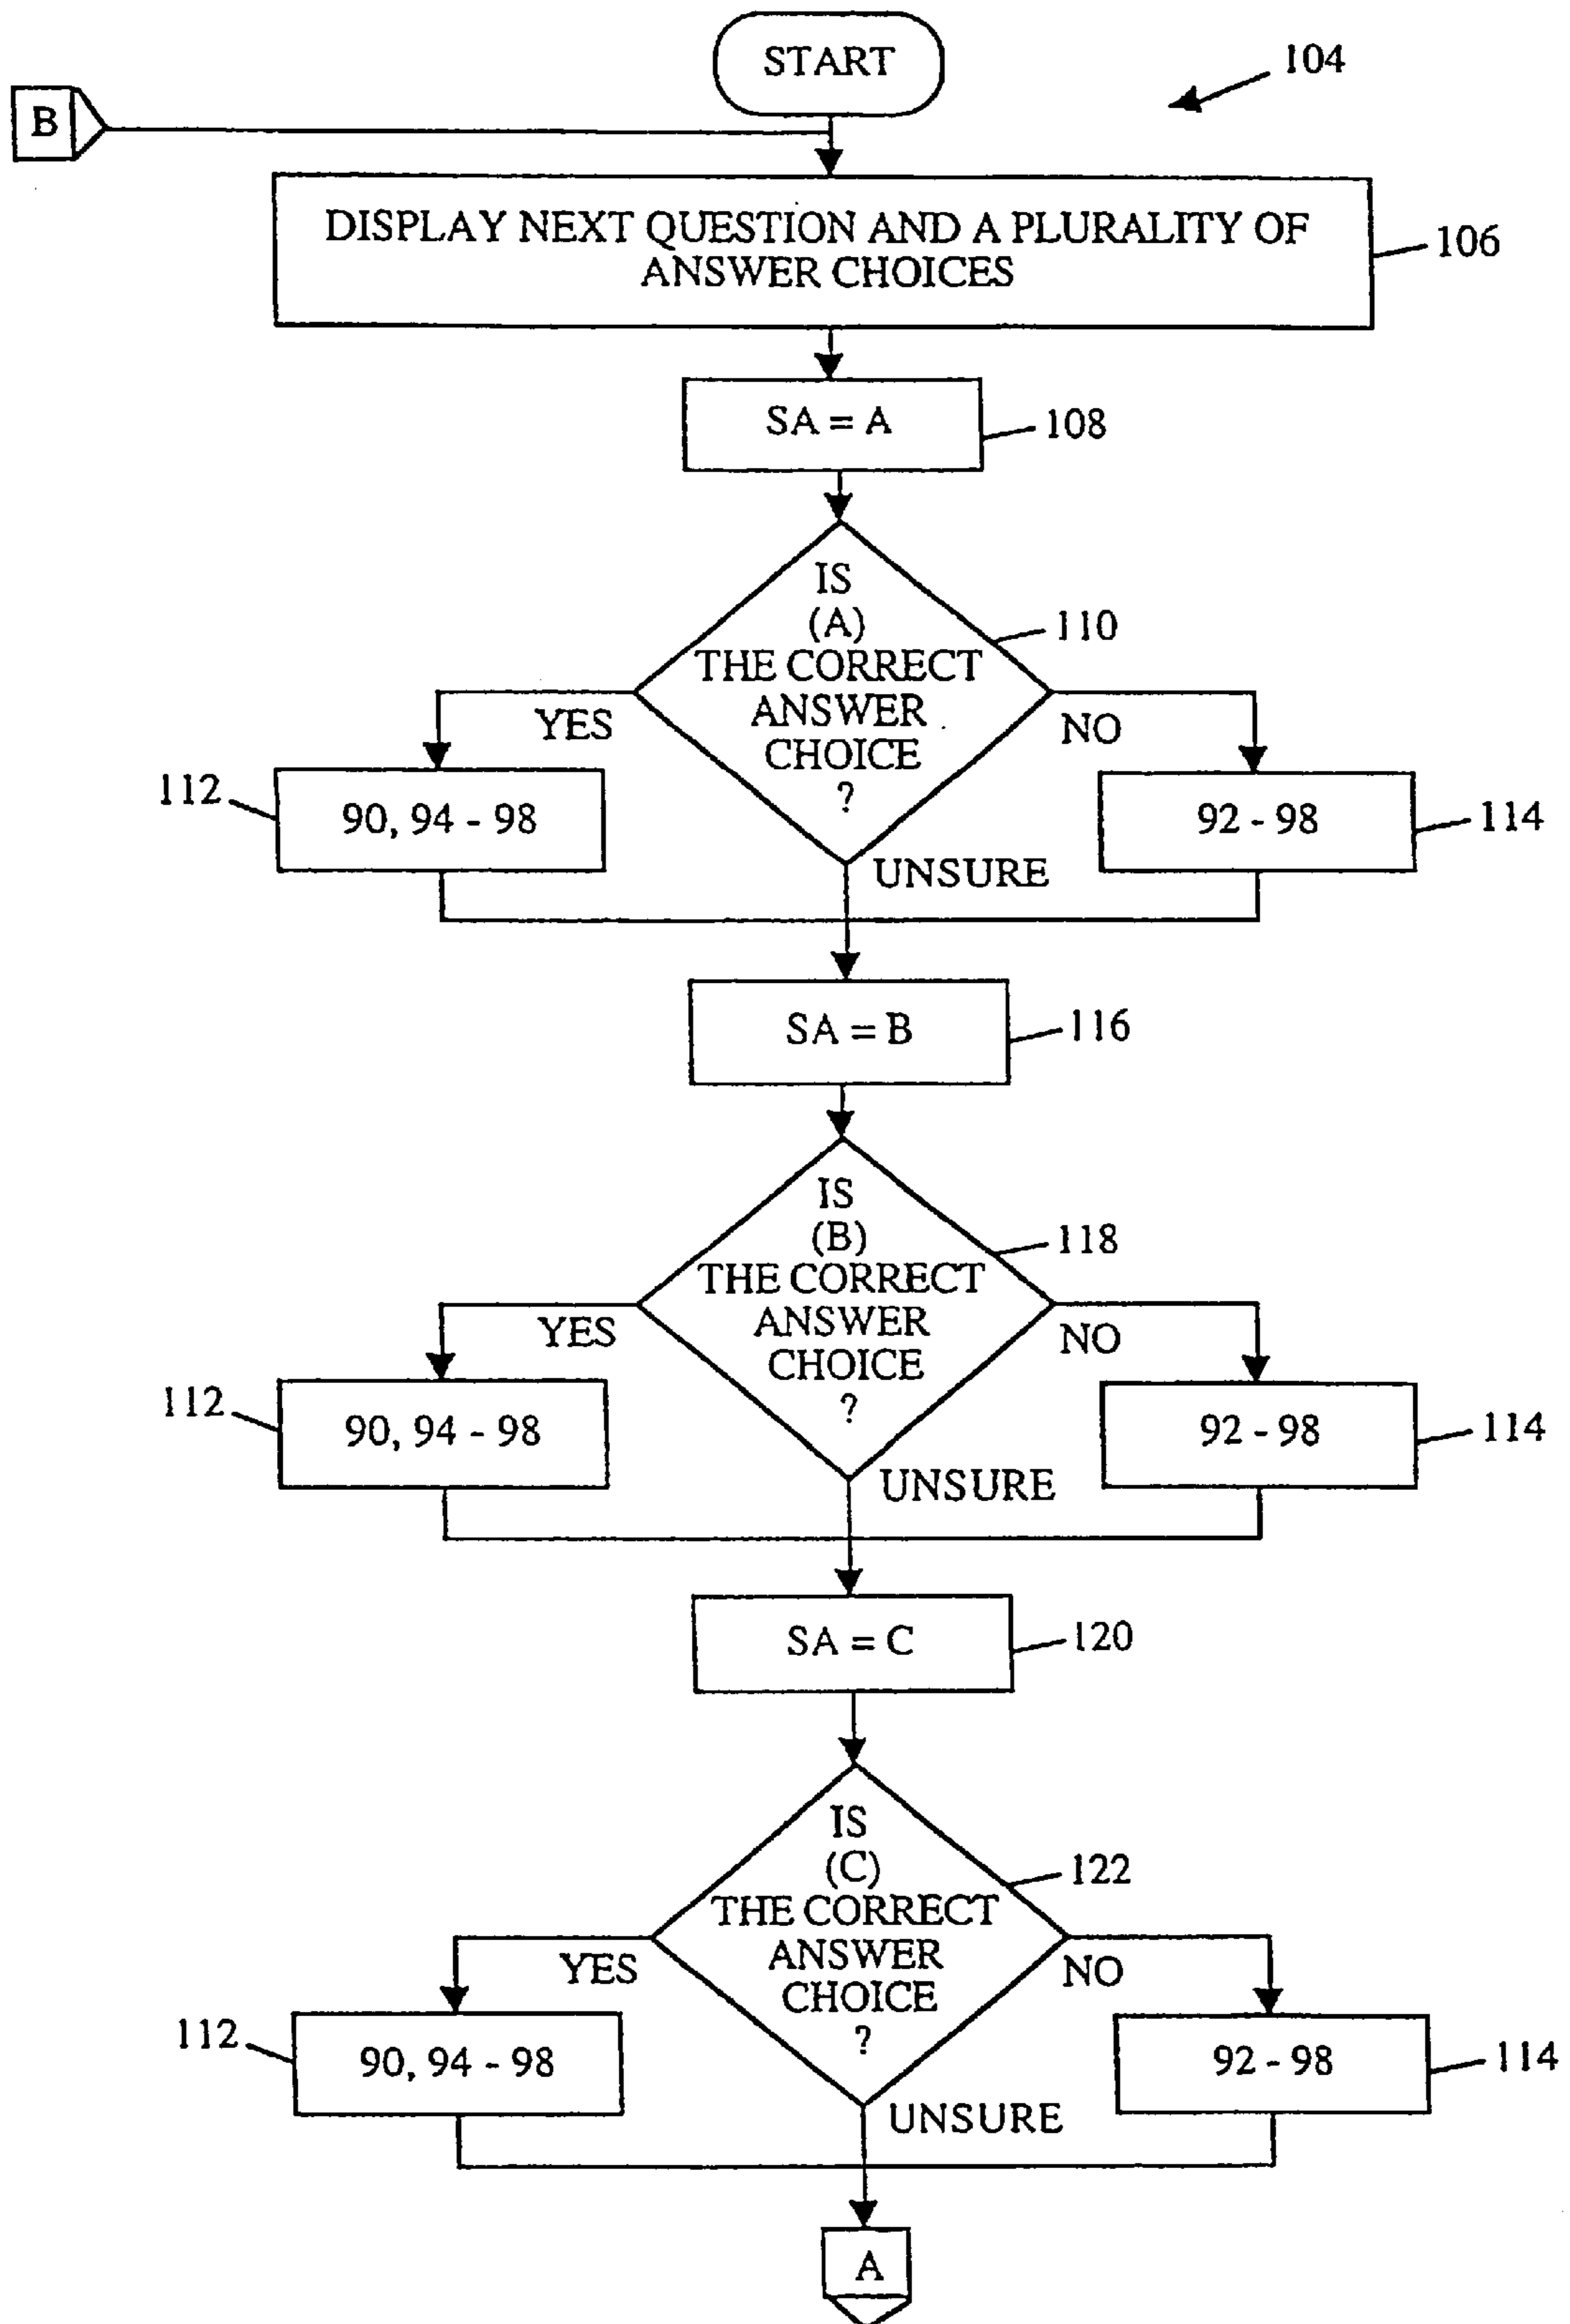 START
104
B
DISPLAY NEXT QUESTION AND A PLURALITY OF
ANSWER CHOICES
106
SA = A
108
IS
(A)
THE CORRECT
ANSWER
CHOICE
?
110
YES
NO
UNSURE
112
90, 94 - 98
92 - 98
114
SA = B
116
IS
(B)
THE CORRECT
ANSWER
CHOICE
?
118
YES
NO
UNSURE
112
90, 94 - 98
92 - 98
114
SA = C
120
IS
(C)
THE CORRECT
ANSWER
CHOICE
?
122
YES
NO
UNSURE
112
90, 94 - 98
92 - 98
114
A